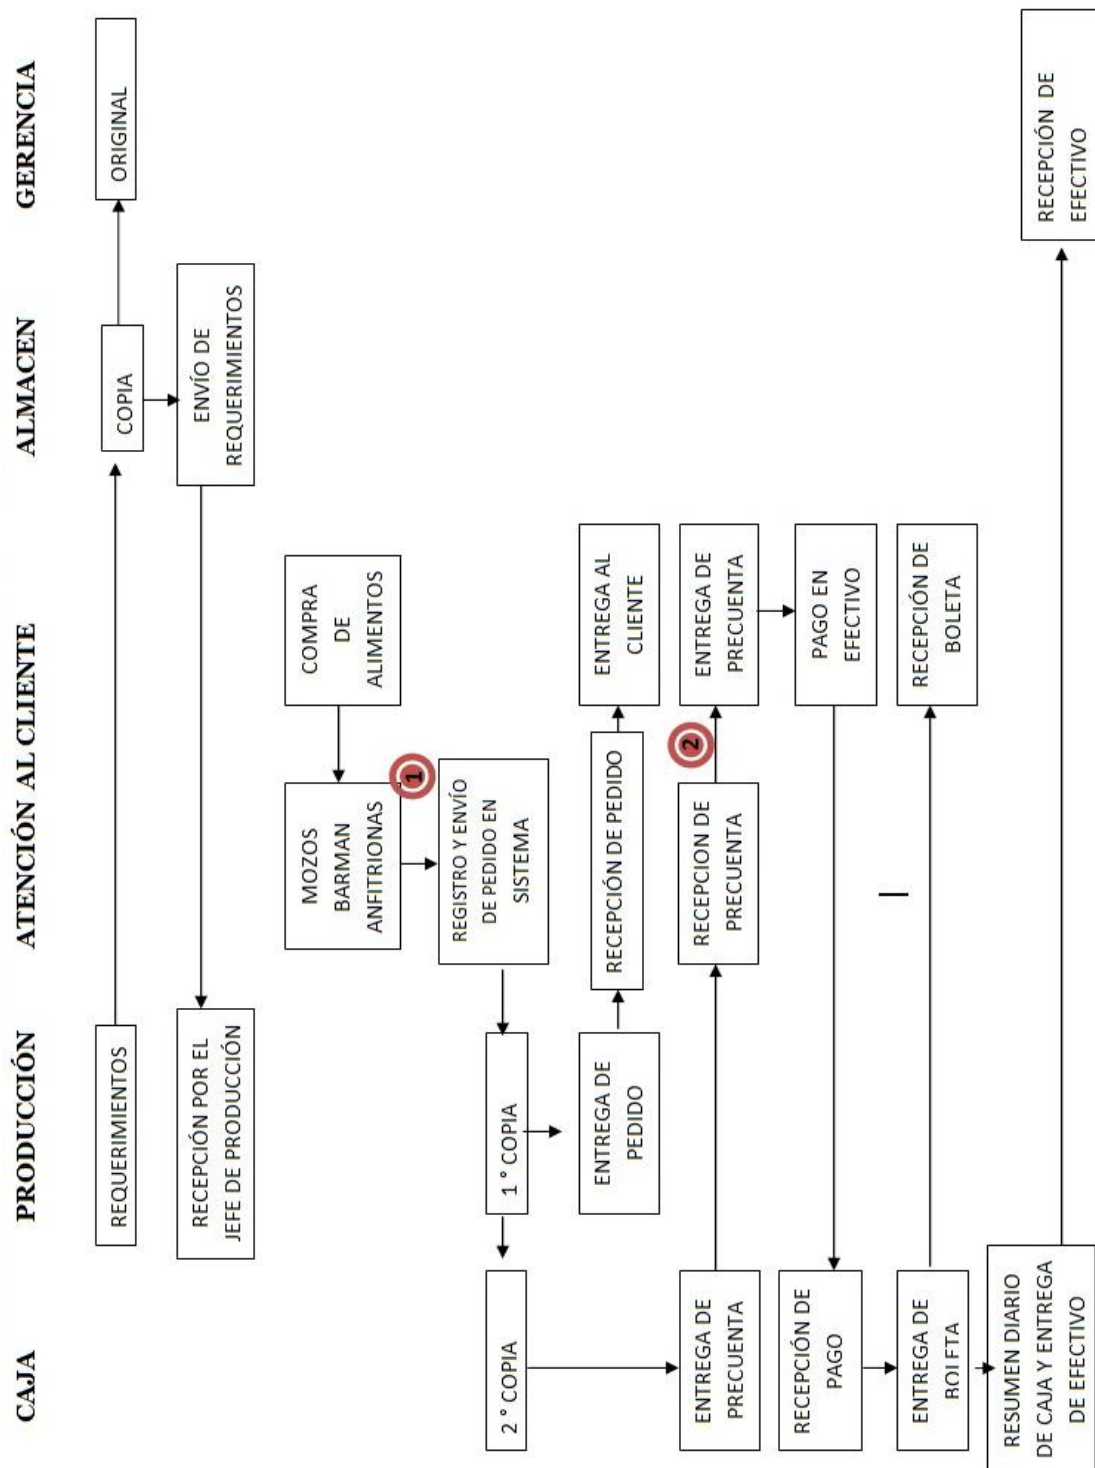 CAJA
PRODUCCIÓN
ATENCIÓN AL CLIENTE
ALMACEN
GERENCIA
REQUERIMIENTOS
COPIA
ORIGINAL
RECEPCIÓN POR EL
JEFE DE PRODUCCIÓN
ENVÍO DE
REQUERIMIENTOS
MOZOS
BARMAN
ANFITRIONAS
COMPRA
DE
ALIMENTOS
1
REGISTRO Y ENVÍO
DE PEDIDO EN
SISTEMA
2 ° COPIA
1 ° COPIA
ENTREGA DE
PEDIDO
RECEPCIÓN DE PEDIDO
ENTREGA AL
CLIENTE
ENTREGA DE
PRECUENTA
RECEPCION DE
PRECUENTA
2
ENTREGA DE
PRECUENTA
RECEPCIÓN DE
PAGO
PAGO EN
EFECTIVO
ENTREGA DE
BOLETA
RECEPCIÓN DE
BOLETA
RESUMEN DIARIO
DE CAJA Y ENTREGA
DE EFECTIVO
RECEPCIÓN DE
EFECTIVO